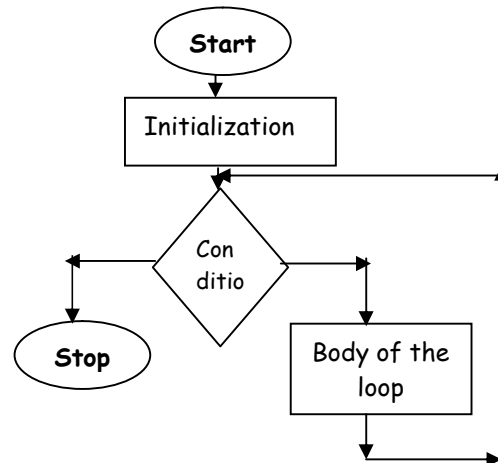 Start
Initialization
Con
ditio
Stop
Body of the
loop